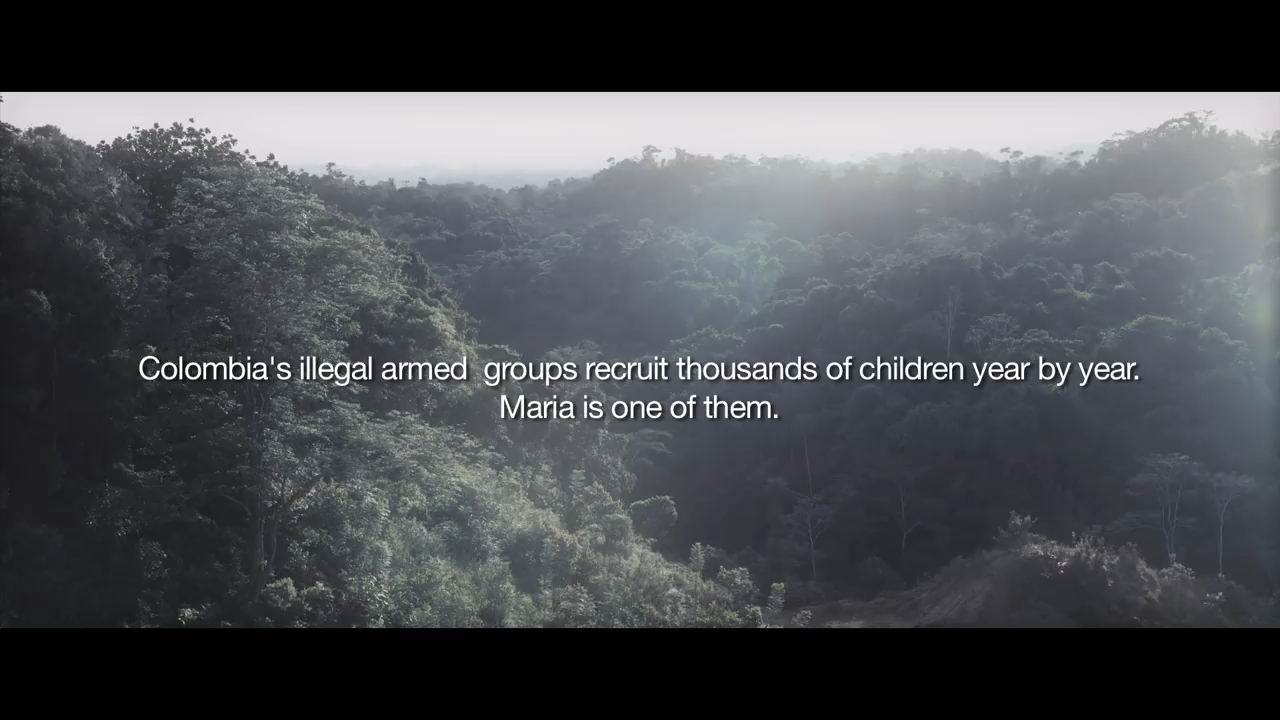 Colombia's illegal armed  groups recruit thousands of children year by year.
Maria is one of them.